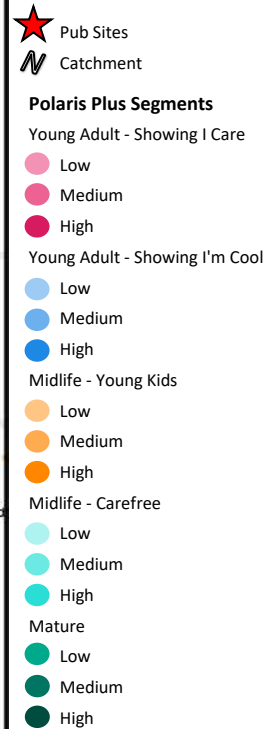 Pub Sites
Catchment
Polaris Plus Segments
Young Adult - Showing I Care
Low
Medium
High
Young Adult - Showing I'm Cool
Low
Medium
High
Midlife - Young Kids
Low
Medium
High
Midlife - Carefree
Low
Medium
High
Mature
Low
Medium
High